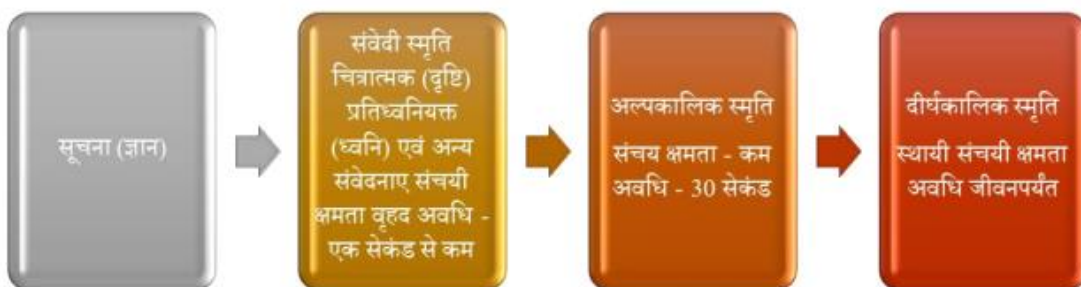 सूचना (ज्ञान)
संवेदी स्मृति
चित्रात्मक (दृष्टि)
प्रतिध्वनियक्त
(ध्वनि) एवं अन्य
संवेदनाए संचयी
क्षमता वृहद अवधि -
एक सेकंड से कम
अल्पकालिक स्मृति
संचय क्षमता - कम
अवधि - 30 सेकंड
दीर्घकालिक स्मृति
स्थायी संचयी क्षमता
अवधि जीवनपर्यंत